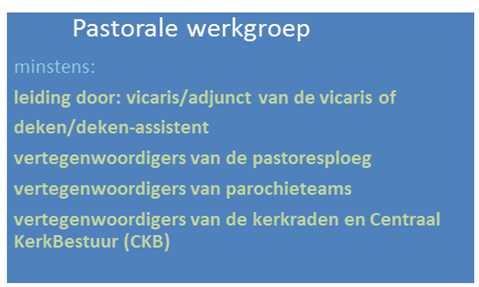 Pastorale werkgroep
minstens:
leiding door: vicaris/adjunct van de vicaris of
deken/deken-assistent
vertegenwoordigers van de pastoresploeg
vertegenwoordigers van parochieteams
vertegenwoordigers van de kerkraden en Centraal
KerkBestuur (CKB)